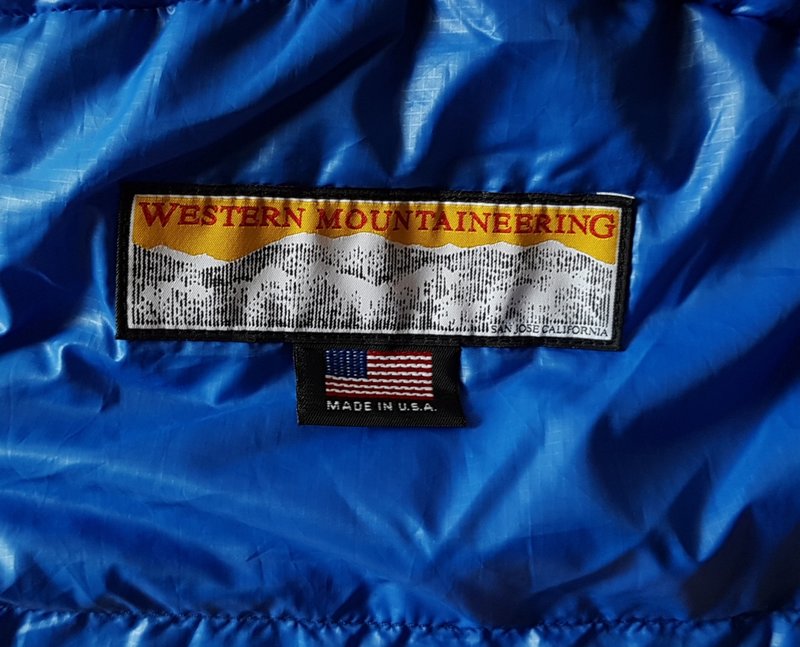 WESTERN MOUNTAINEERING
SAN JOSE CALIFORNIA
MADE IN U.S.A.